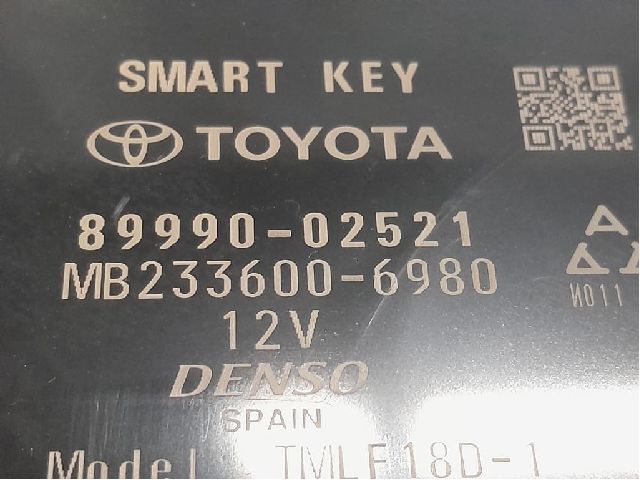 SMART KEY
TOYOTA
89990-02521
A
MB233600-6980
N011
12V
DENSO
SPAIN
Model TMLF18D-1